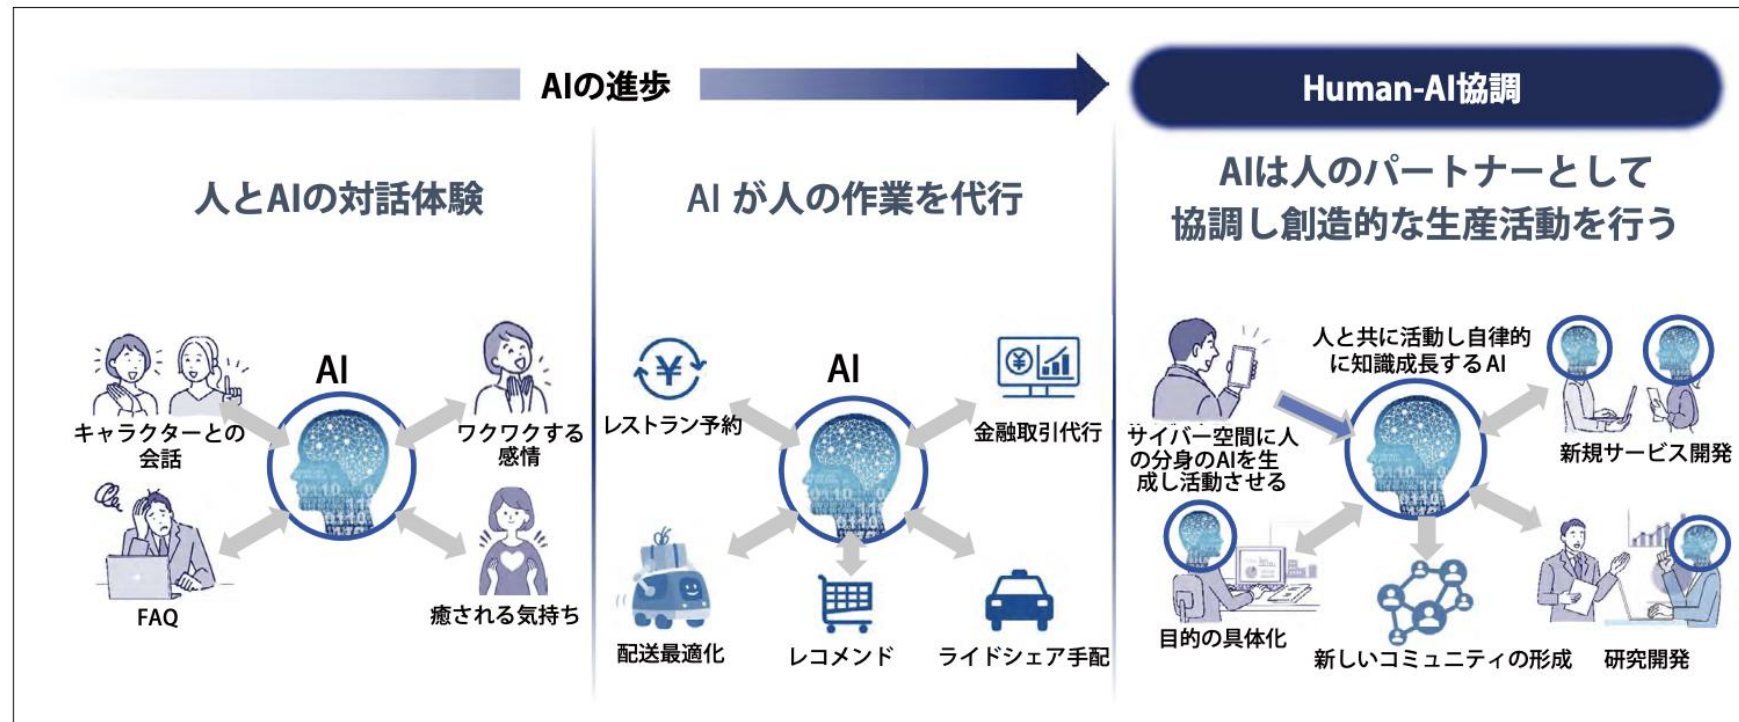 AIの進歩
Human-AI協調
人とAIの対話体験
AI が人の作業を代行
AIは人のパートナーとして
協調し創造的な生産活動を行う
AI
キャラクターとの
会話
ワクワクする
感情
FAQ
癒される気持ち
AI
レストラン予約
金融取引代行
配送最適化
レコメンド
ライドシェア手配
人と共に活動し自律的
に知識成長する AI
サイバー空間に人
の分身のAIを生
成し活動させる
新規サービス開発
目的の具体化
新しいコミュニティの形成
研究開発